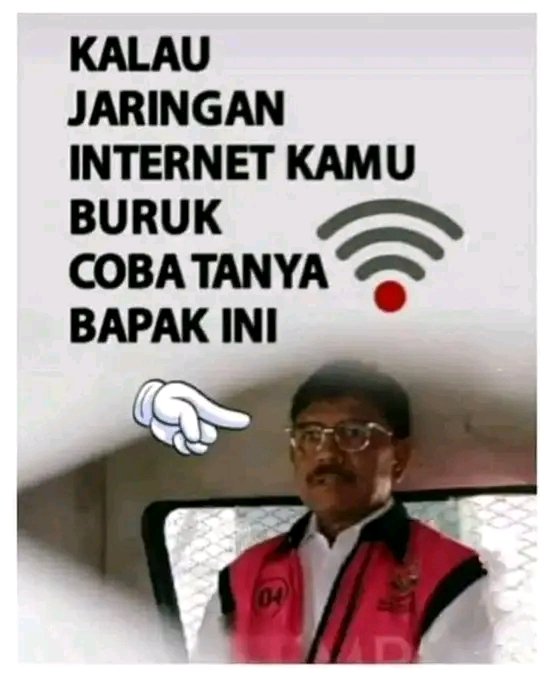 KALAU
JARINGAN
INTERNET KAMU
BURUK
COBA TANYA
BAPAK INI
04